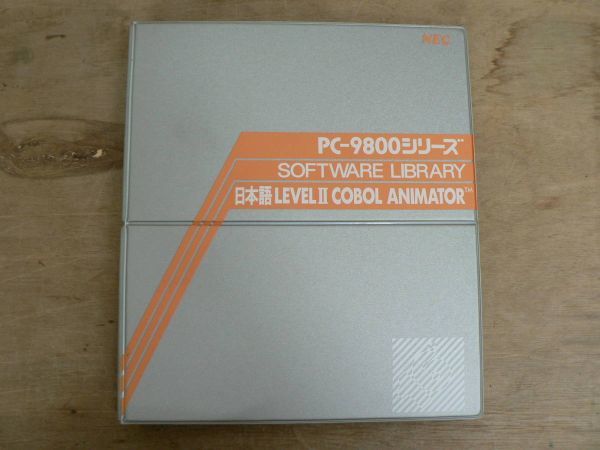 NEC
PC-9800シリーズ
SOFTWARE LIBRARY
日本語 LEVEL II COBOL ANIMATOR™